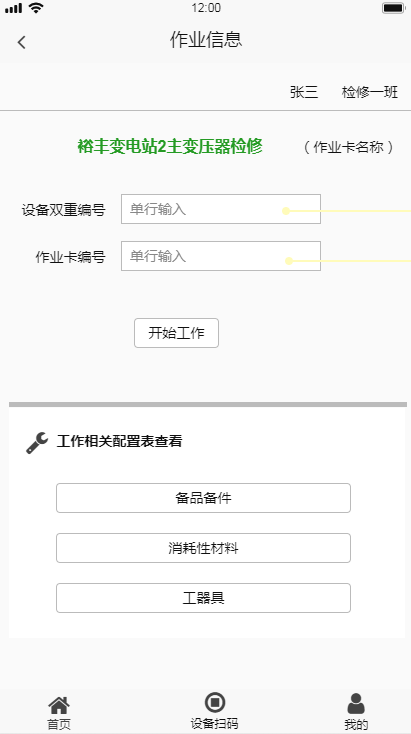 12:00
作业信息
张三 检修一班
裕丰变电站2主变压器检修 （作业卡名称）
设备双重编号 单行输入
作业卡编号 单行输入
开始工作
工作相关配置表查看
备品备件
消耗性材料
工器具
首页 设备扫码 我的